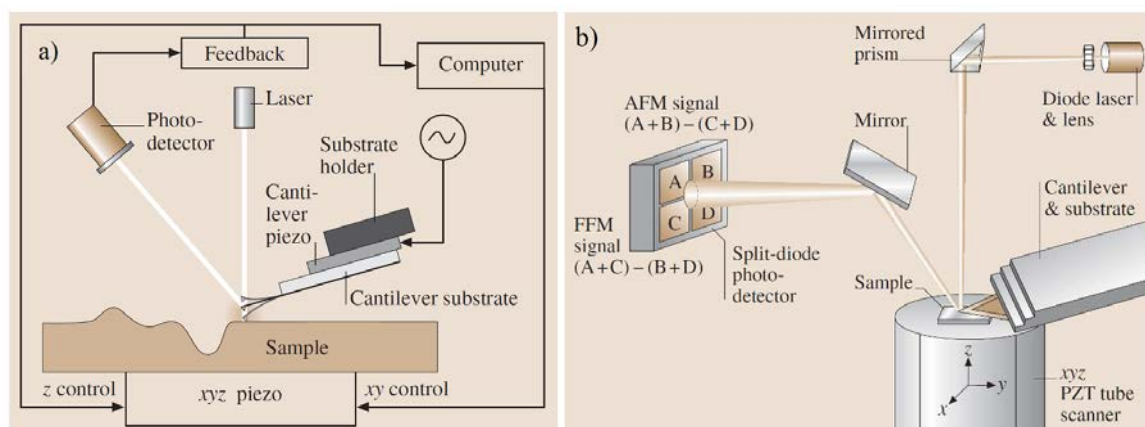 a)
Feedback
Computer
Laser
Photo-
detector
Substrate
holder
Canti-
lever
piezo
Cantilever substrate
Sample
z control
xyz piezo
xy control
b)
Mirrored
prism
Diode laser
& lens
AFM signal
(A+B)−(C+D)
Mirror
A
B
C
D
Cantilever
& substrate
FFM
signal
(A+C)−(B+D)
Split-diode
photo-
detector
Sample
z
y
x
xyz
PZT tube
scanner